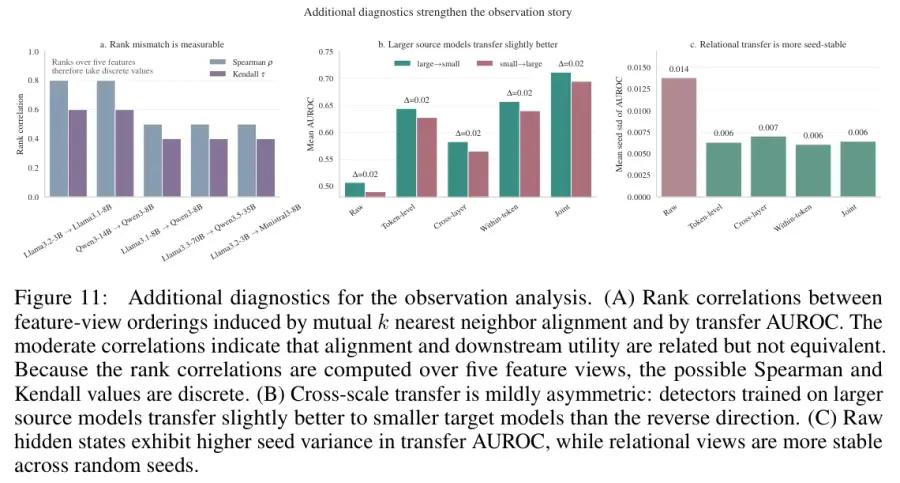 Additional diagnostics strengthen the observation story
a. Rank mismatch is measurable
Ranks over five features
therefore take discrete values
Spearman ρ
Kendall τ
Rank correlation
1.0
0.8
0.6
0.4
0.2
0.0
Llama3.2-3B → Llama3.1-8B
Qwen3-14B → Qwen3-8B
Llama3.1-8B → Qwen3-8B
Llama3.3-70B → Qwen3.5-35B
Llama3.2-3B → Ministral3-8B
b. Larger source models transfer slightly better
large→small
small→large
Mean AUROC
0.75
0.70
0.65
0.60
0.55
0.50
Δ=0.02
Δ=0.02
Δ=0.02
Δ=0.02
Δ=0.02
Raw
Token-level
Cross-layer
Within-token
Joint
c. Relational transfer is more seed-stable
Mean seed std of AUROC
0.0150
0.0125
0.0100
0.0075
0.0050
0.0025
0.0000
0.014
0.006
0.007
0.006
0.006
Raw
Token-level
Cross-layer
Within-token
Joint
Figure 11: Additional diagnostics for the observation analysis. (A) Rank correlations between
feature-view orderings induced by mutual k nearest neighbor alignment and by transfer AUROC. The
moderate correlations indicate that alignment and downstream utility are related but not equivalent.
Because the rank correlations are computed over five feature views, the possible Spearman and
Kendall values are discrete. (B) Cross-scale transfer is mildly asymmetric: detectors trained on larger
source models transfer slightly better to smaller target models than the reverse direction. (C) Raw
hidden states exhibit higher seed variance in transfer AUROC, while relational views are more stable
across random seeds.